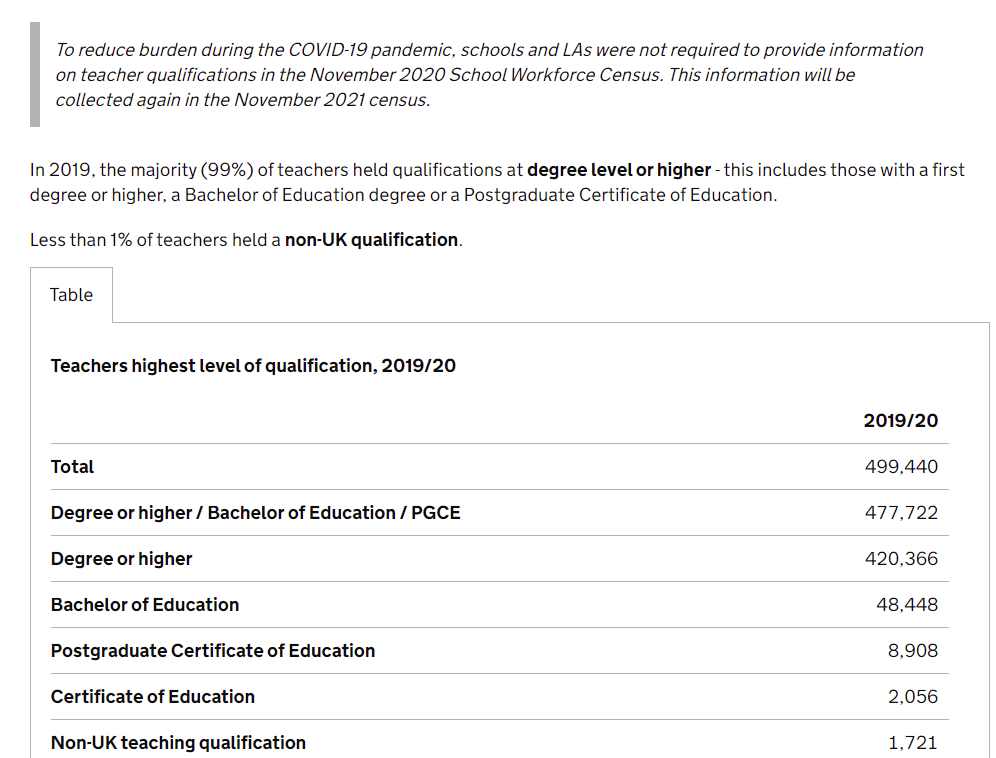 To reduce burden during the COVID-19 pandemic, schools and LAs were not required to provide information
on teacher qualifications in the November 2020 School Workforce Census. This information will be
collected again in the November 2021 census.
In 2019, the majority (99%) of teachers held qualifications at degree level or higher - this includes those with a first
degree or higher, a Bachelor of Education degree or a Postgraduate Certificate of Education.
Less than 1% of teachers held a non-UK qualification.
Table
Teachers highest level of qualification, 2019/20
2019/20
Total 499,440
Degree or higher / Bachelor of Education / PGCE 477,722
Degree or higher 420,366
Bachelor of Education 48,448
Postgraduate Certificate of Education 8,908
Certificate of Education 2,056
Non-UK teaching qualification 1,721